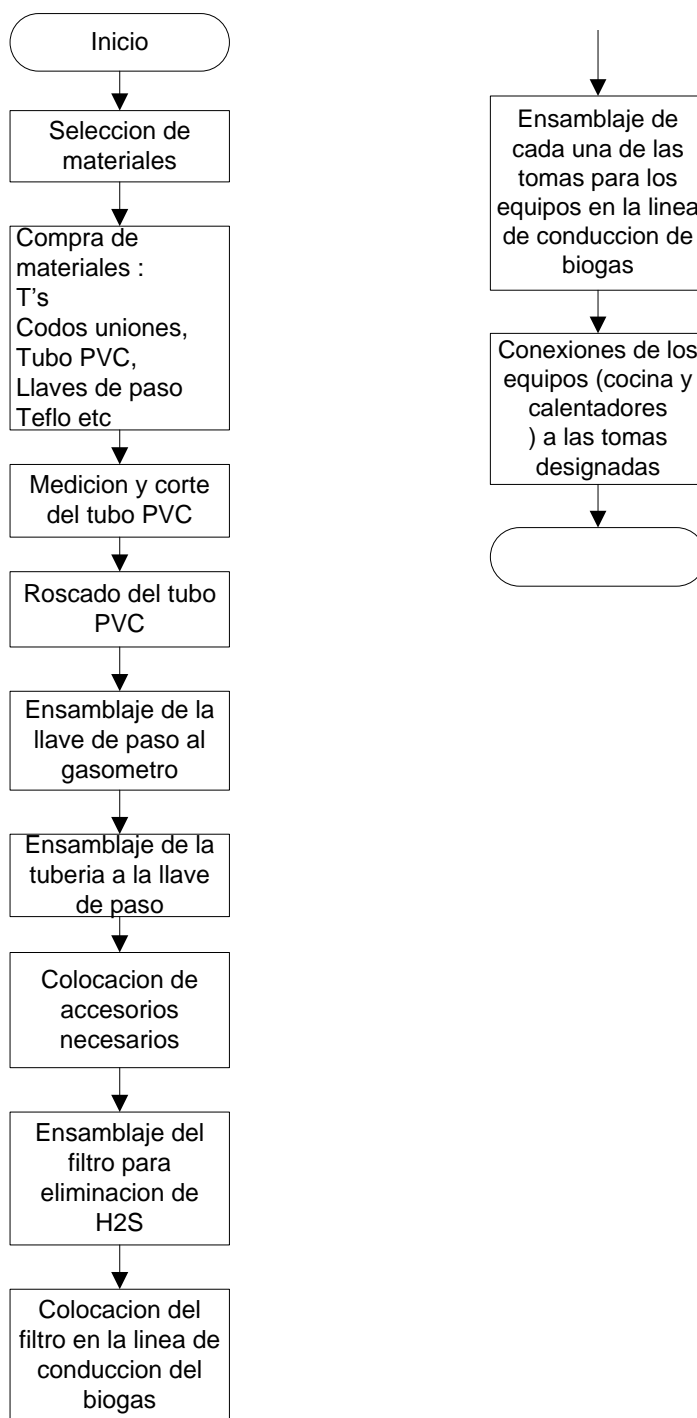 Inicio
Seleccion de
materiales
Compra de
materiales :
T's
Codos uniones,
Tubo PVC,
Llaves de paso
Teflo etc
Medicion y corte
del tubo PVC
Roscado del tubo
PVC
Ensamblaje de la
llave de paso al
gasometro
Ensamblaje de la
tuberia a la llave
de paso
Colocacion de
accesorios
necesarios
Ensamblaje del
filtro para
eliminacion de
H2S
Colocacion del
filtro en la linea de
conduccion del
biogas
Ensamblaje de
cada una de las
tomas para los
equipos en la linea
de conduccion de
biogas
Conexiones de los
equipos (cocina y
calentadores
) a las tomas
designadas